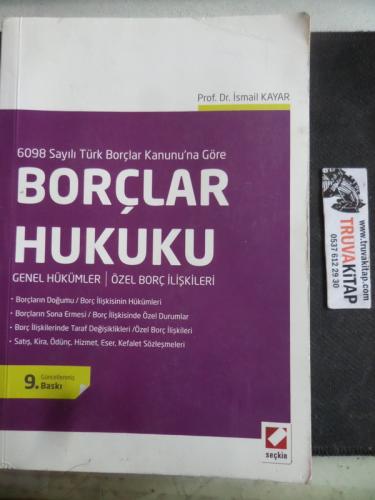 Prof. Dr. İsmail KAYAR
6098 Sayılı Türk Borçlar Kanunu'na Göre
BORÇLAR
HUKUKU
GENEL HÜKÜMLER | ÖZEL BORÇ İLİŞKİLERİ
• Borçların Doğumu / Borç İlişkisinin Hükümleri
• Borçların Sona Ermesi / Borç İlişkisinde Özel Durumlar
• Borç İlişkilerinde Taraf Değişiklikleri /Özel Borç İlişkileri
• Satış, Kira, Ödünç, Hizmet, Eser, Kefalet Sözleşmeleri
9. Güncellenmiş
Baskı
seçkin
www.truvakitap.com
TRUVAKİTAP
0537 612 29 30